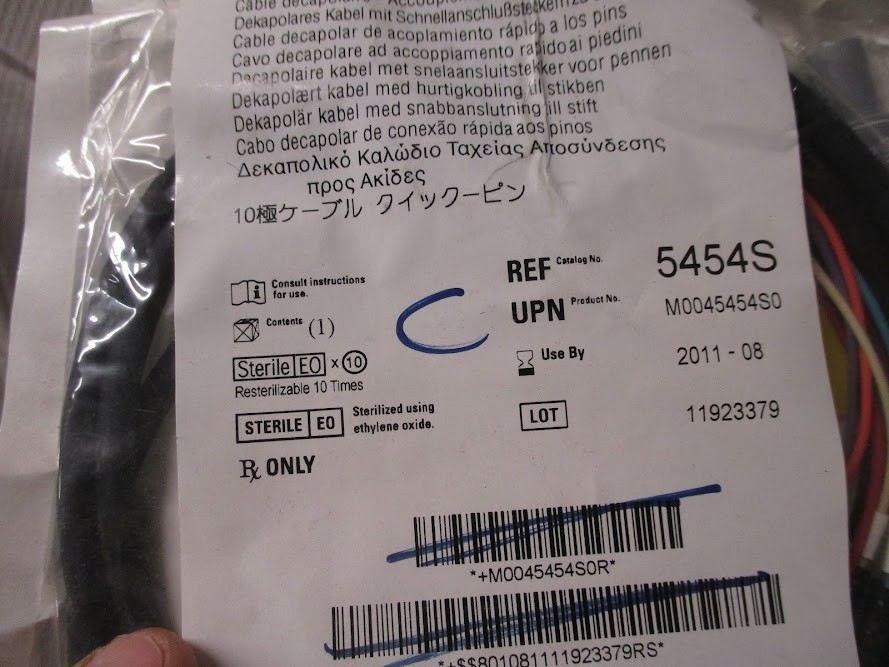 Cable decapolaire
Dekapolares Kabel mit Schnellanschlußstecker
Cable decapolar de acoplamiento rápido a los pins
Cavo decapolare ad accoppiamento rapido ai piedini
Decapolaire kabel met snelaansluitstekker voor pennen
Dekapolært kabel med hurtigkobling til stikben
Dekapolär kabel med snabbanslutning till stift
Cabo decapolar de conexão rápida aos pinos
Δεκαπολικό Καλώδιο Ταχείας Αποσύνδεσης
προς Ακίδες
10極ケーブル クイックーピン
Consult instructions
for use.
Contents (1)
Sterile EO x 10
Resterilizable 10 Times
STERILE EO Sterilized using
ethylene oxide.
Rx ONLY
C
REF Catalog No. 5454S
UPN Product No. M0045454S0
Use By 2011 - 08
LOT 11923379
*+M0045454S0R*
*+$$801081111923379RS*